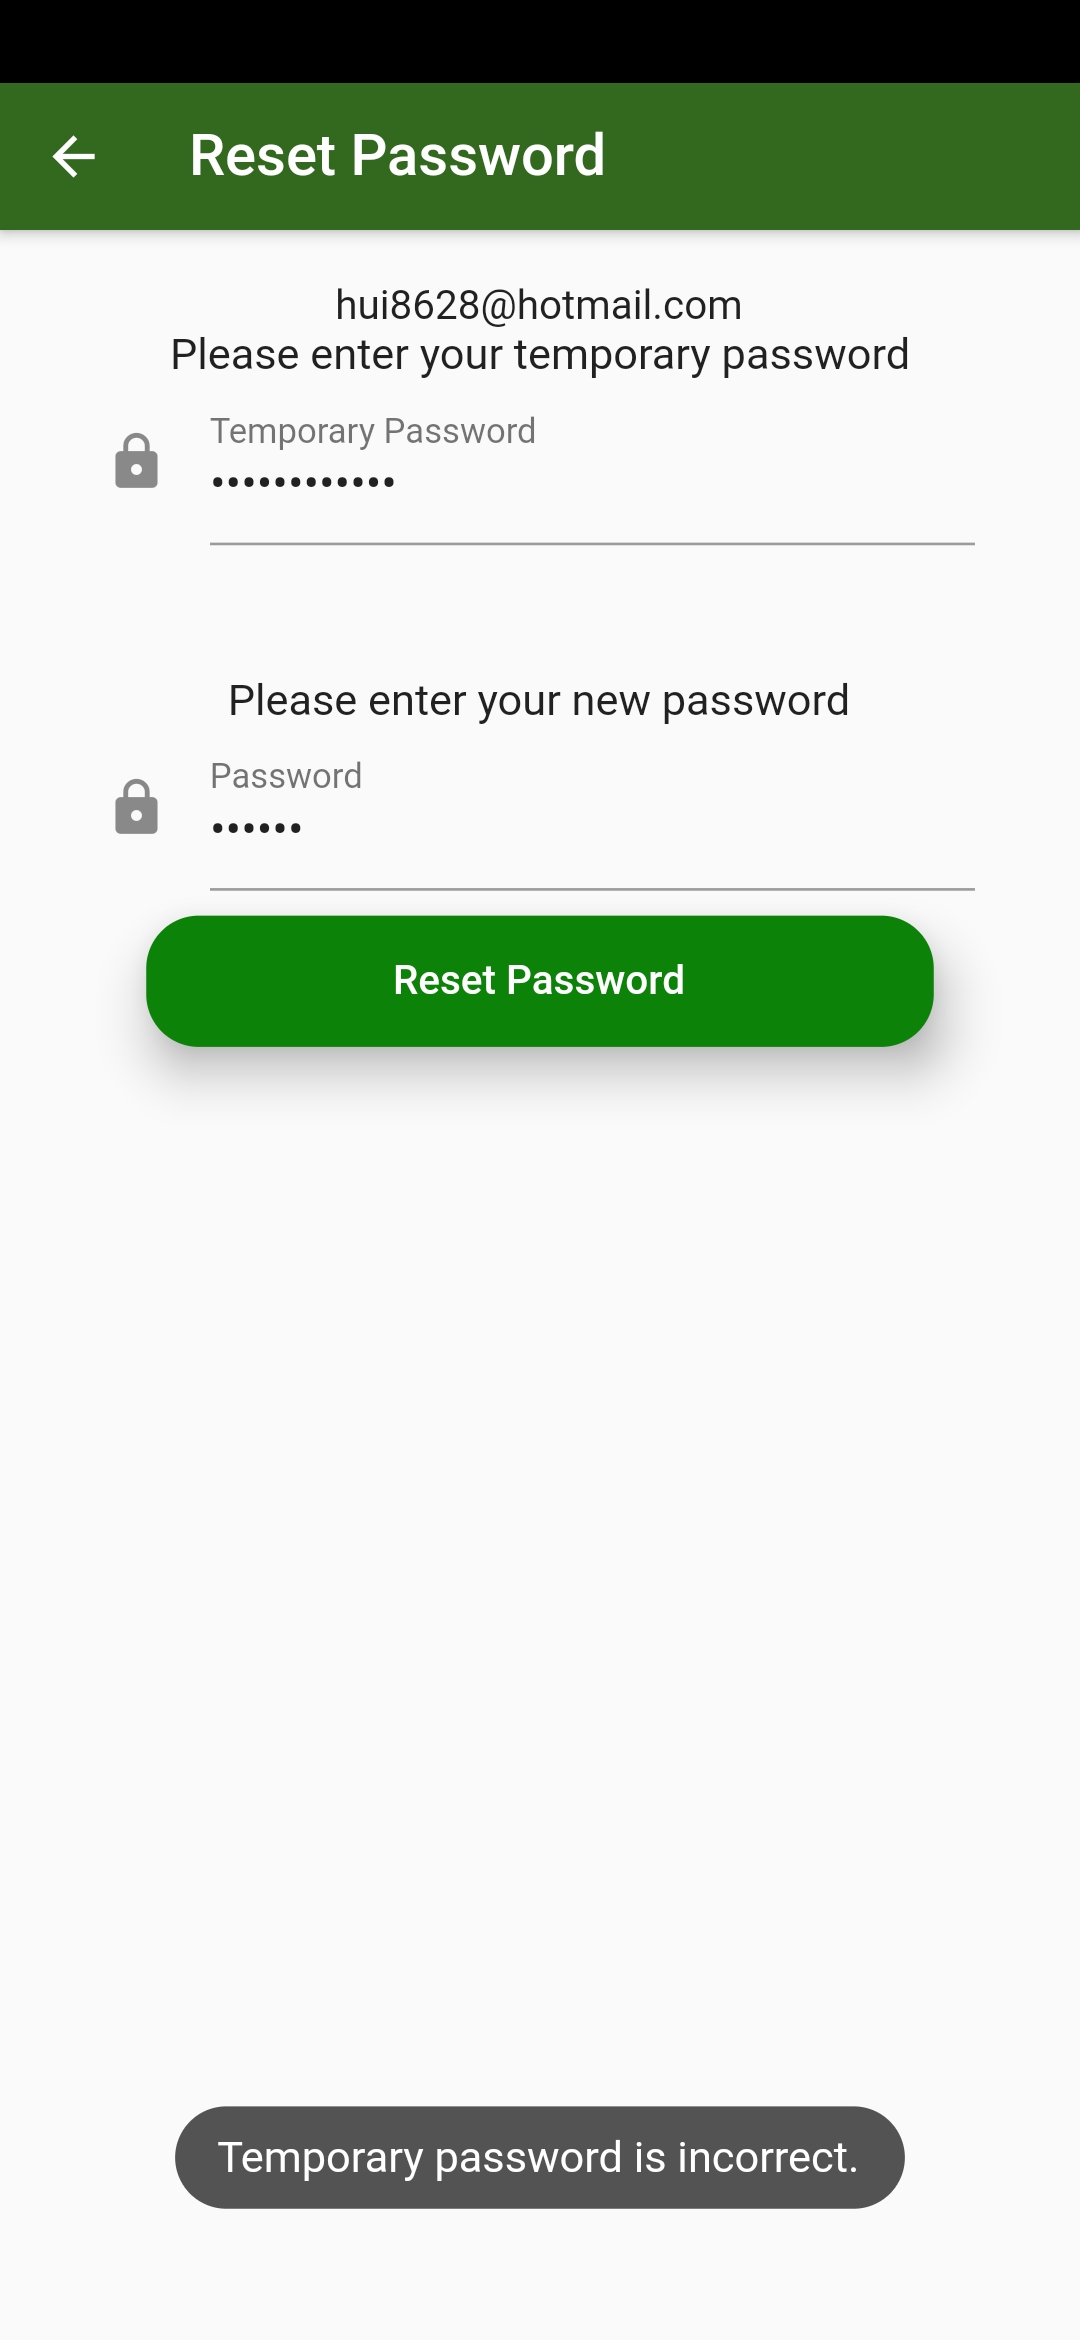 Reset Password
hui8628@hotmail.com
Please enter your temporary password
Temporary Password
••••••••••••
Please enter your new password
Password
••••••
Reset Password
Temporary password is incorrect.